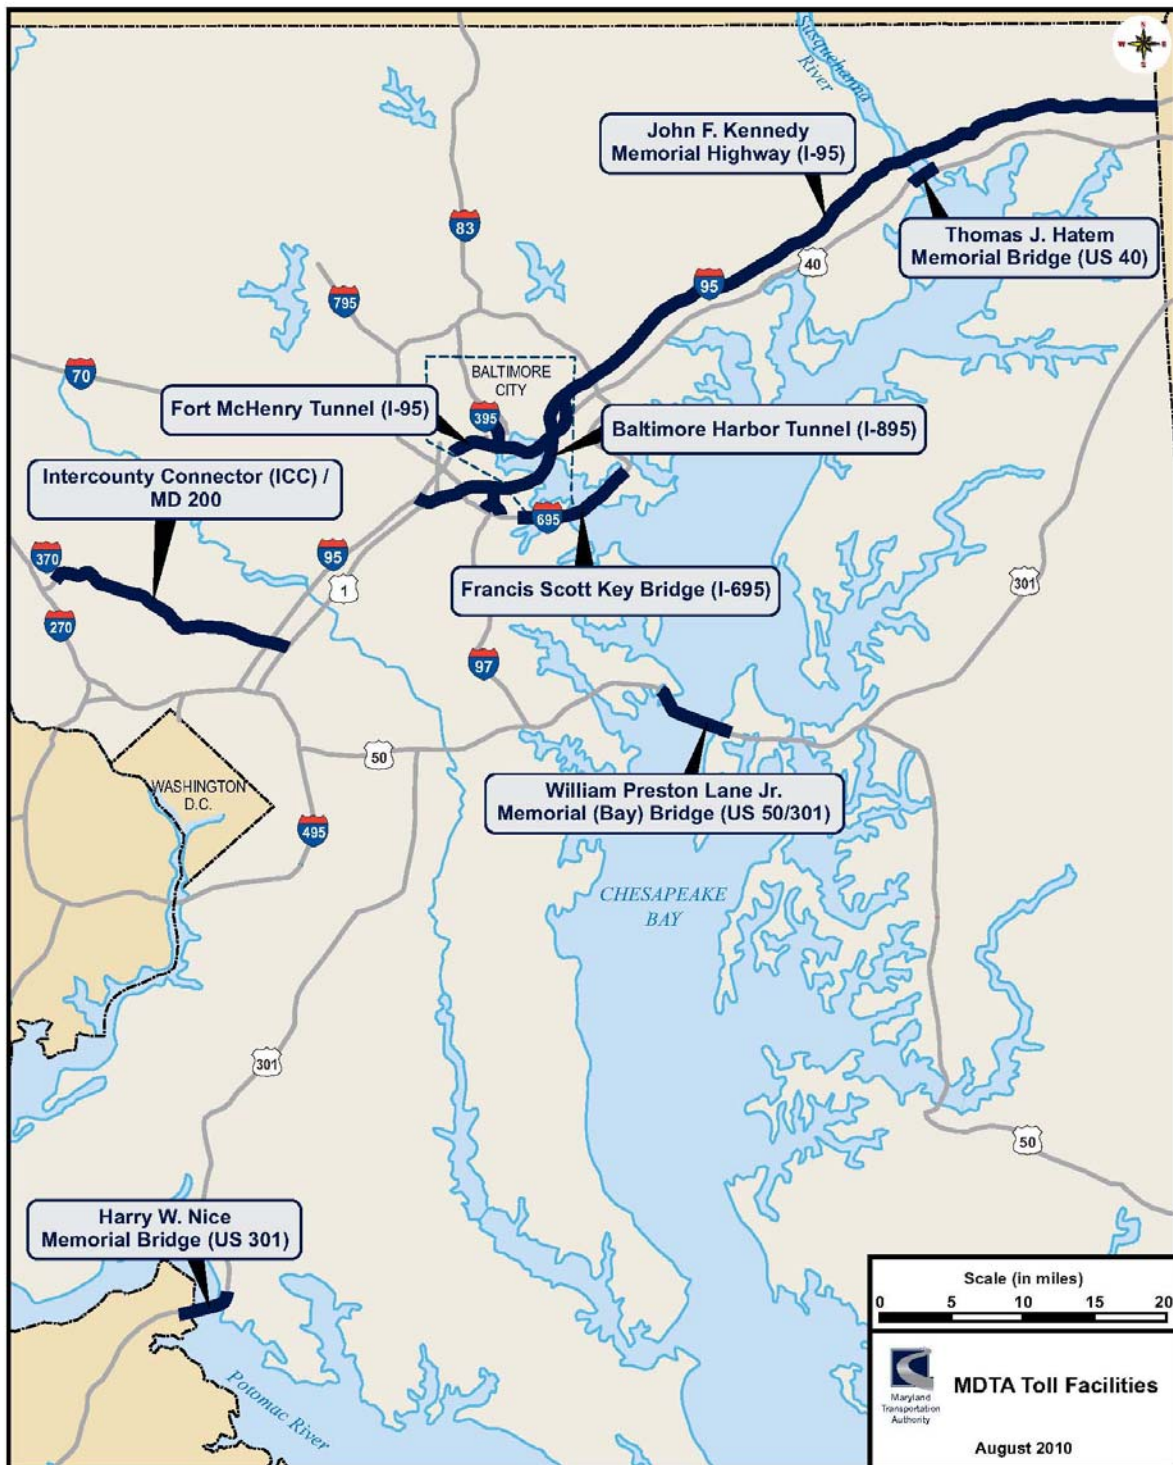 N
W E
S
Susquehanna
River
John F. Kennedy
Memorial Highway (I-95)
Thomas J. Hatem
Memorial Bridge (US 40)
83
40
95
795
70
BALTIMORE
CITY
Fort McHenry Tunnel (I-95)
395
Baltimore Harbor Tunnel (I-895)
Intercounty Connector (ICC) /
MD 200
695
370
95
1
Francis Scott Key Bridge (I-695)
301
270
97
50
WASHINGTON
D.C.
William Preston Lane Jr.
Memorial (Bay) Bridge (US 50/301)
495
CHESAPEAKE
BAY
301
50
Harry W. Nice
Memorial Bridge (US 301)
Potomac River
Scale (in miles)
0 5 10 15 20
Maryland
Transportation
Authority
MDTA Toll Facilities
August 2010